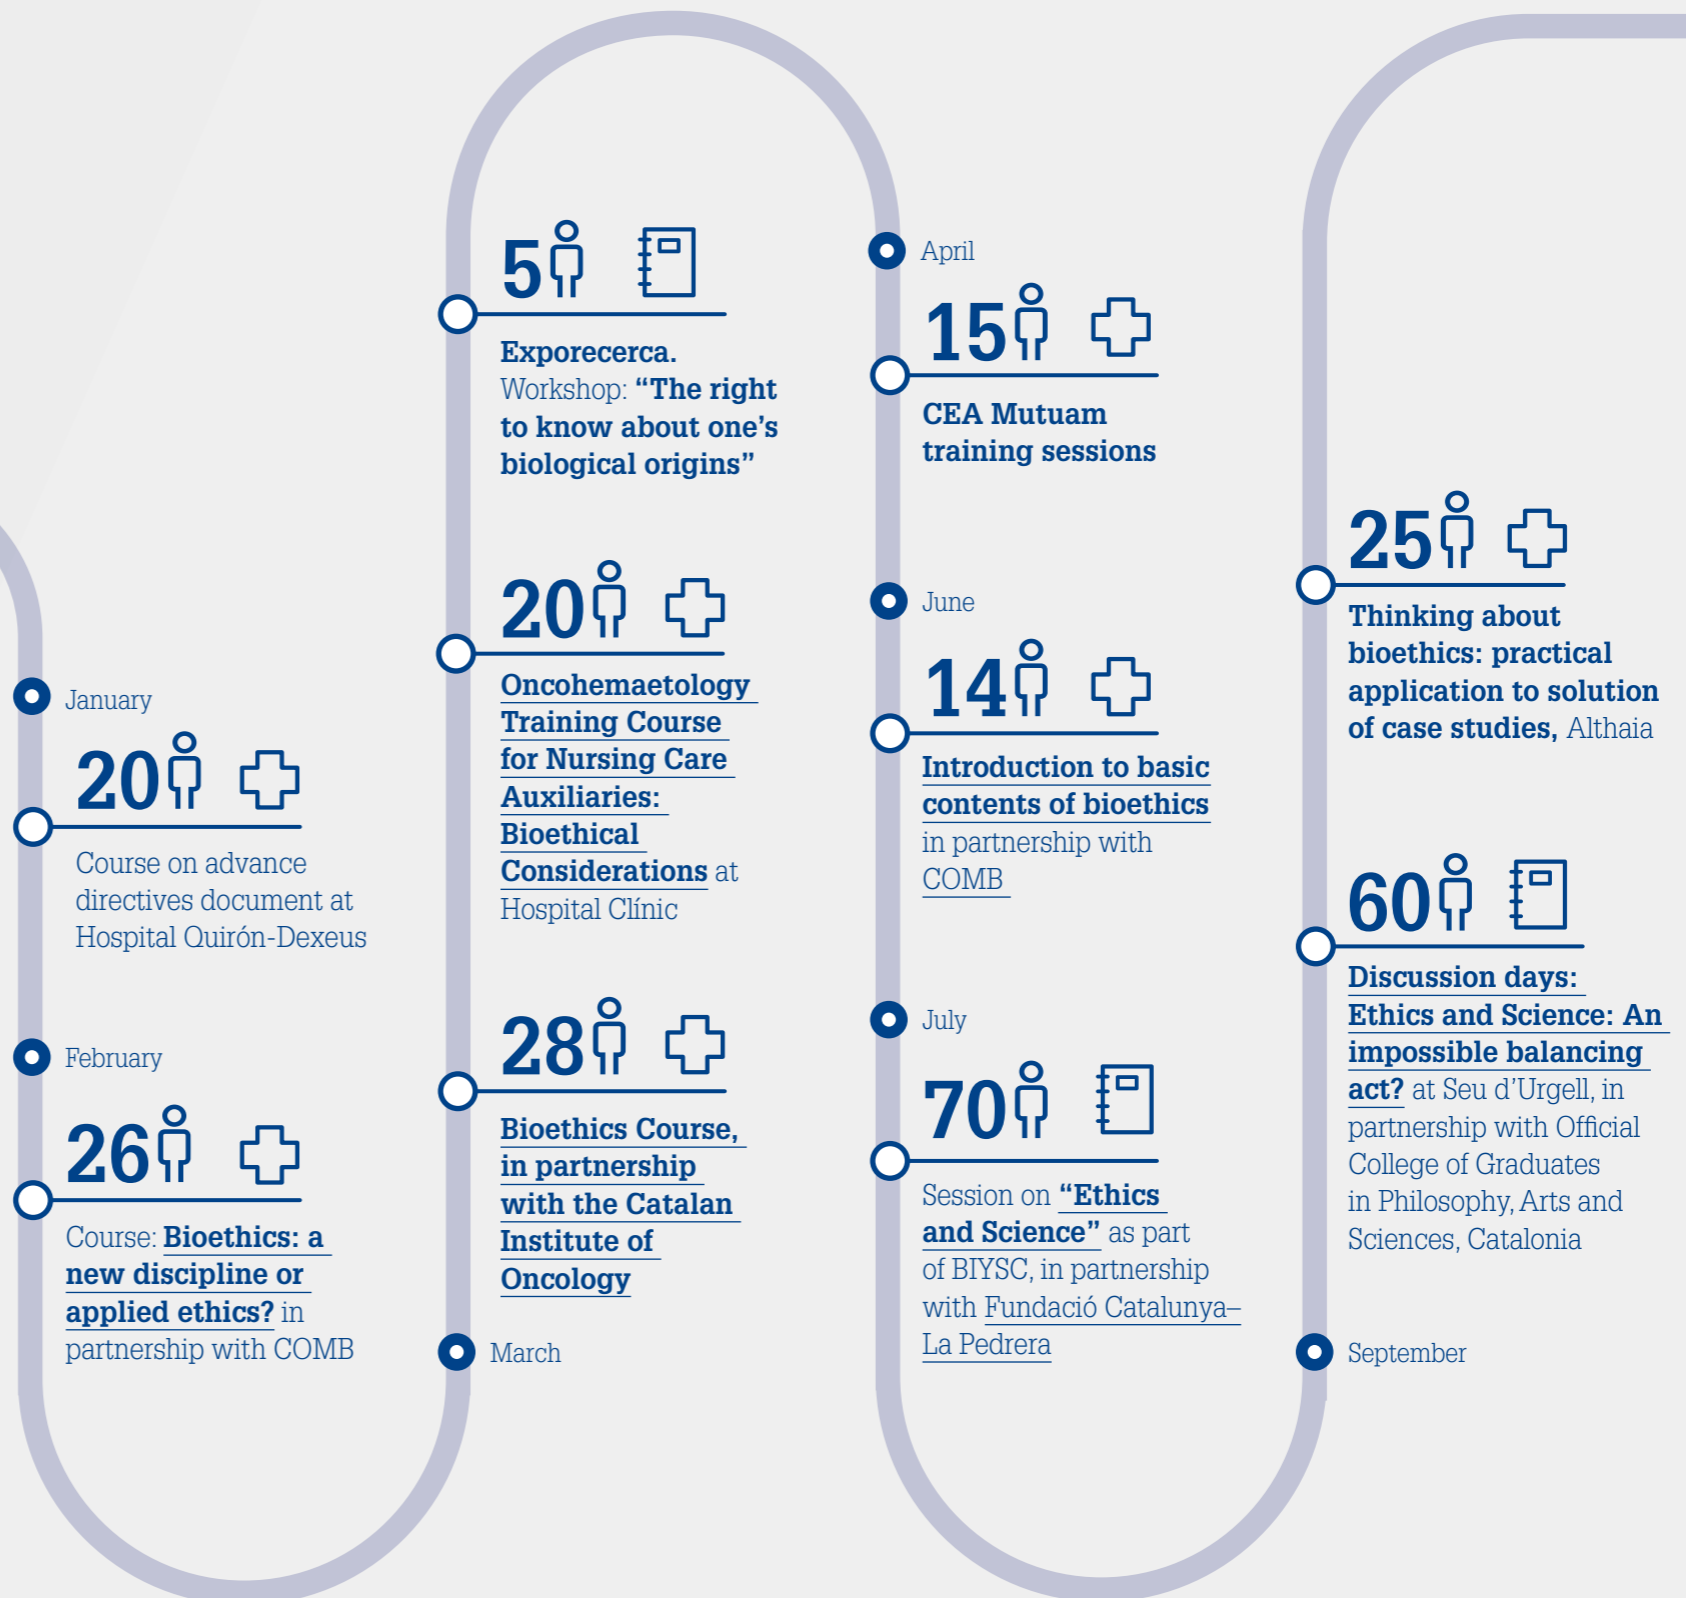 January
20
Course on advance
directives document at
Hospital Quirón-Dexeus
February
26
Course: Bioethics: a
new discipline or
applied ethics? in
partnership with COMB
5
Exporecerca.
Workshop: “The right
to know about one’s
biological origins”
20
Oncohemaetology
Training Course
for Nursing Care
Auxiliaries:
Bioethical
Considerations at
Hospital Clínic
28
Bioethics Course,
in partnership
with the Catalan
Institute of
Oncology
March
April
15
CEA Mutuam
training sessions
June
14
Introduction to basic
contents of bioethics
in partnership with
COMB
July
70
Session on “Ethics
and Science” as part
of BIYSC, in partnership
with Fundació Catalunya–
La Pedrera
25
Thinking about
bioethics: practical
application to solution
of case studies, Althaia
60
Discussion days:
Ethics and Science: An
impossible balancing
act? at Seu d’Urgell, in
partnership with Official
College of Graduates
in Philosophy, Arts and
Sciences, Catalonia
September